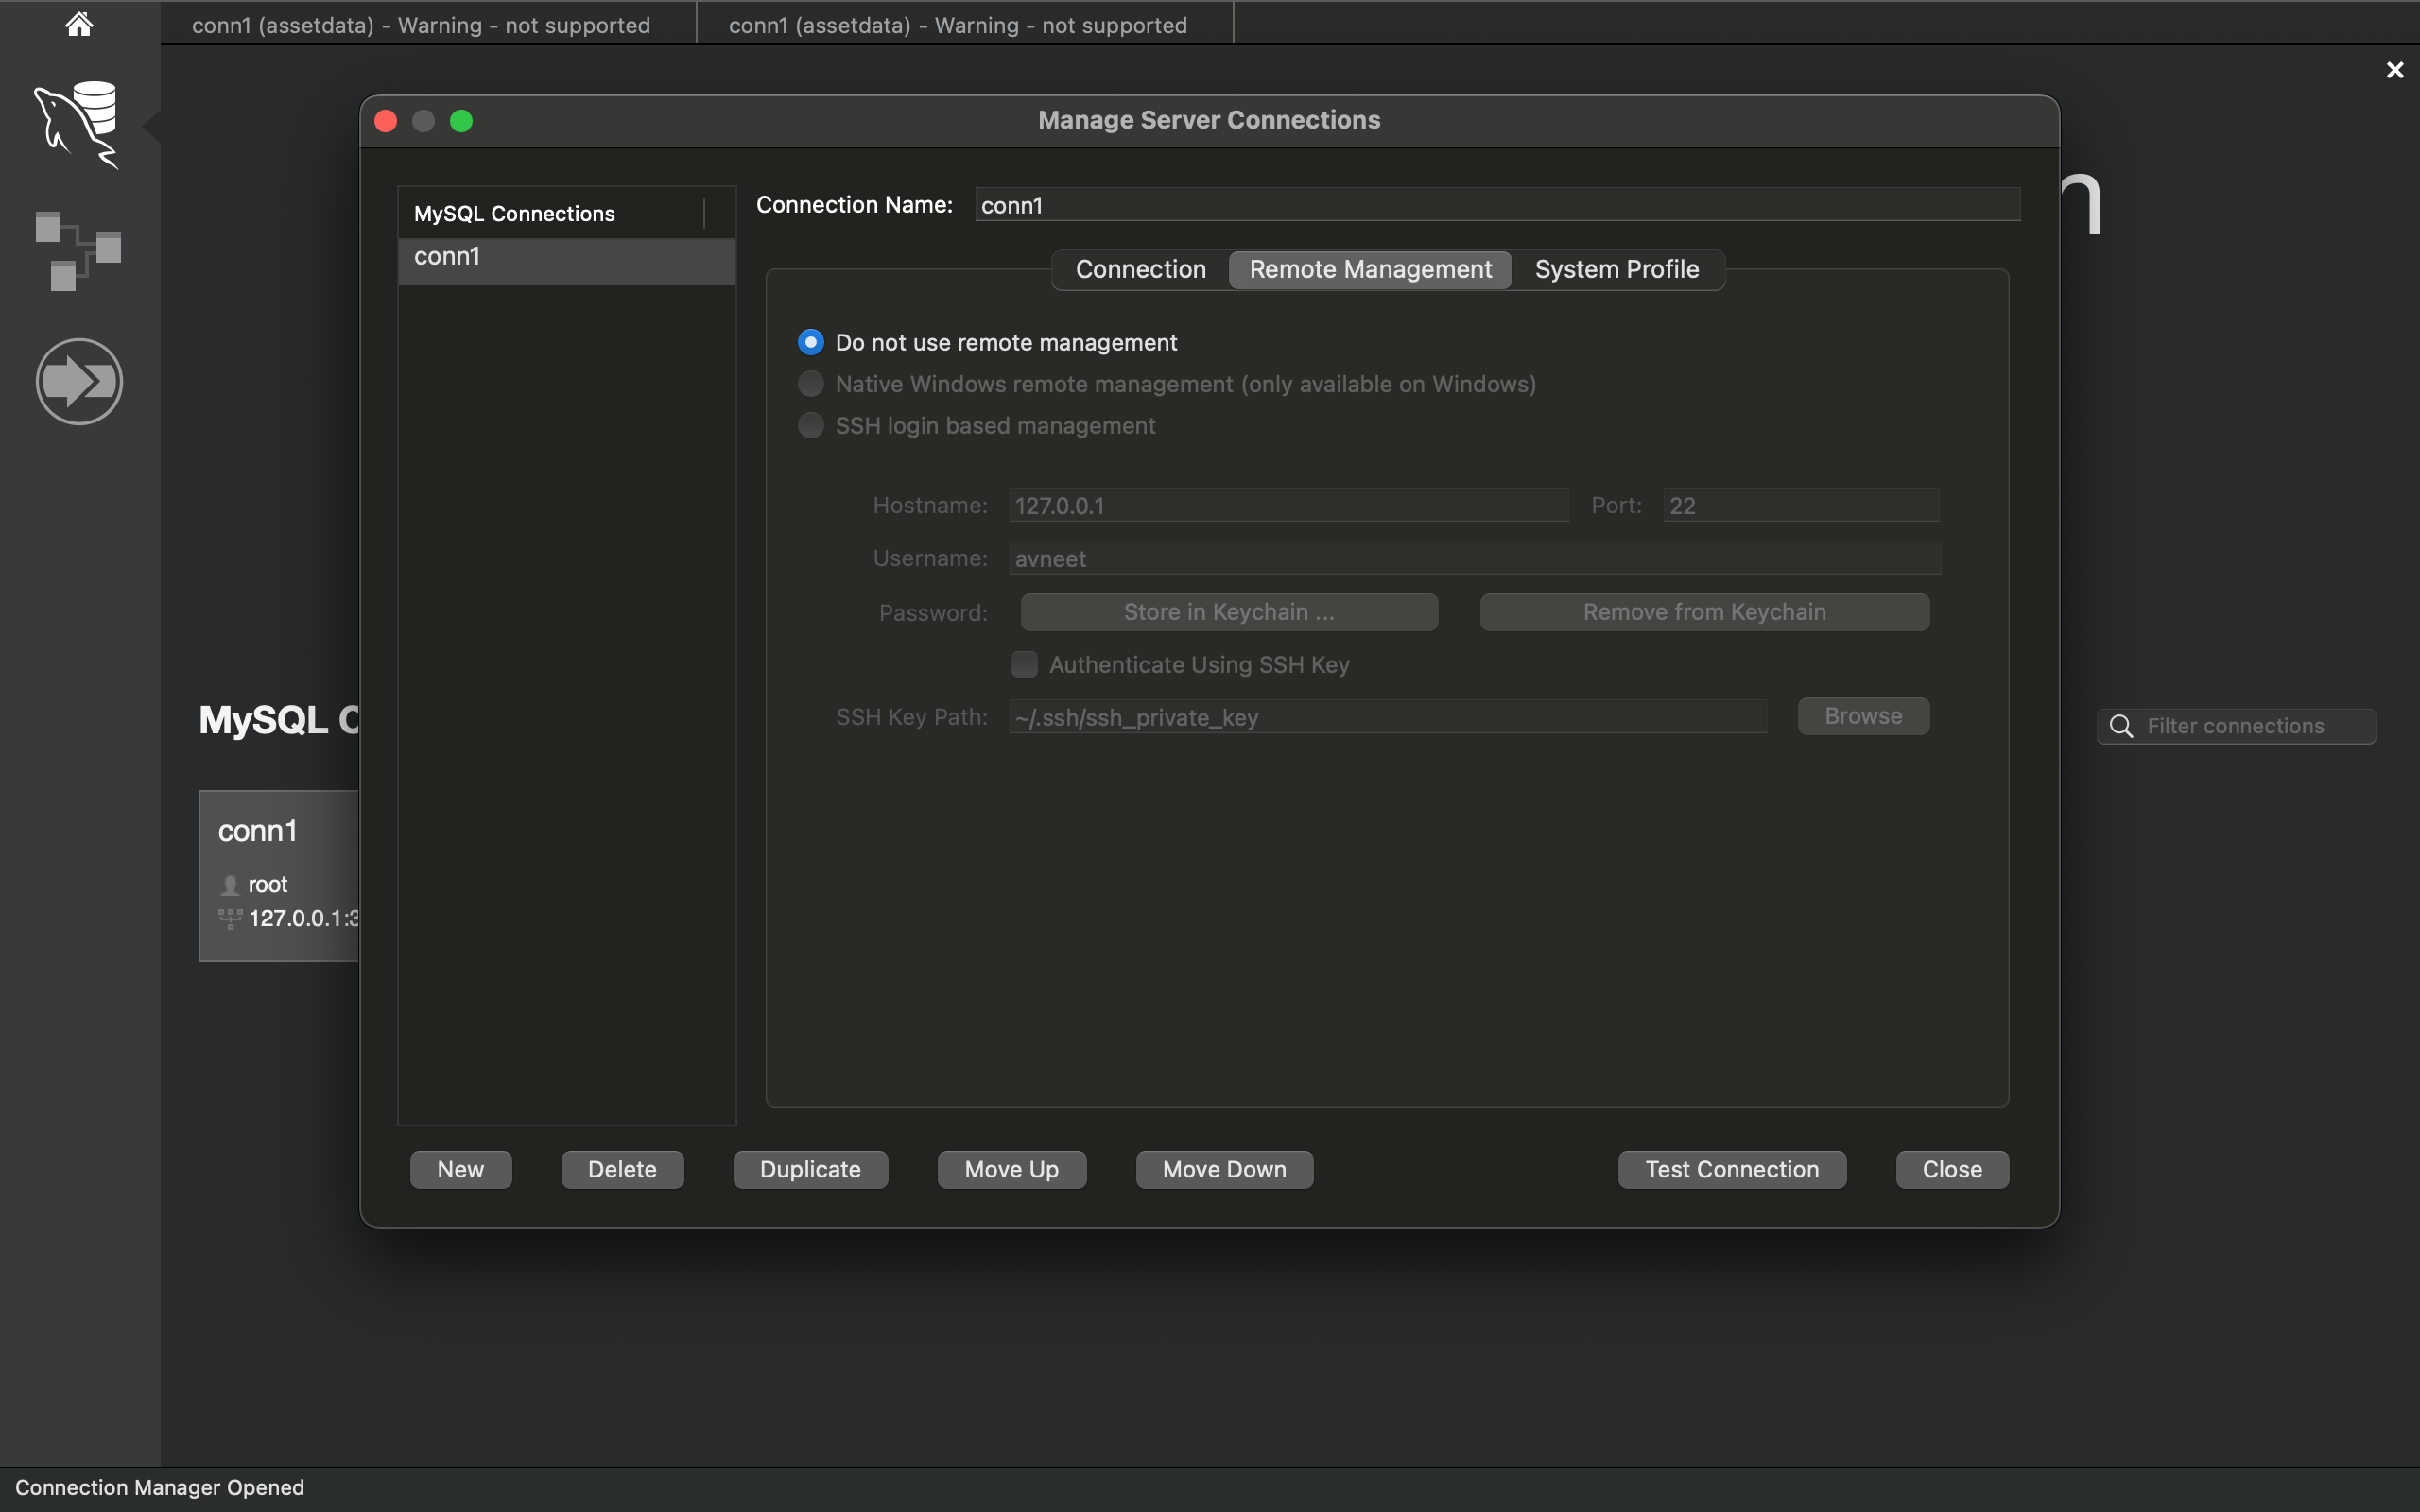 conn1 (assetdata) - Warning - not supported
conn1 (assetdata) - Warning - not supported
Manage Server Connections
MySQL Connections
conn1
Connection Name: conn1
Connection Remote Management System Profile
Do not use remote management
Native Windows remote management (only available on Windows)
SSH login based management
Hostname: 127.0.0.1 Port: 22
Username: avneet
Password: Store in Keychain ... Remove from Keychain
Authenticate Using SSH Key
SSH Key Path: ~/.ssh/ssh_private_key Browse
New Delete Duplicate Move Up Move Down Test Connection Close
n
MySQL C
Filter connections
conn1
root
127.0.0.1:3
Connection Manager Opened